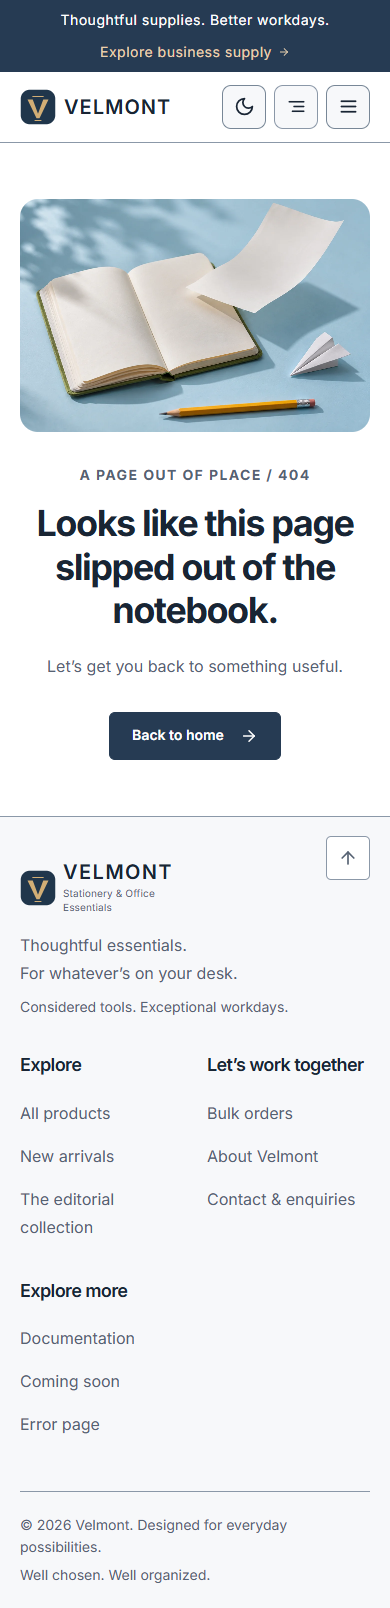 Thoughtful supplies. Better workdays.
Explore business supply →
VELMONT
A PAGE OUT OF PLACE / 404
Looks like this page
slipped out of the
notebook.
Let’s get you back to something useful.
Back to home →
VELMONT
Stationery & Office
Essentials
Thoughtful essentials.
For whatever’s on your desk.
Considered tools. Exceptional workdays.
Explore
All products
New arrivals
The editorial
collection
Let’s work together
Bulk orders
About Velmont
Contact & enquiries
Explore more
Documentation
Coming soon
Error page
© 2026 Velmont. Designed for everyday
possibilities.
Well chosen. Well organized.